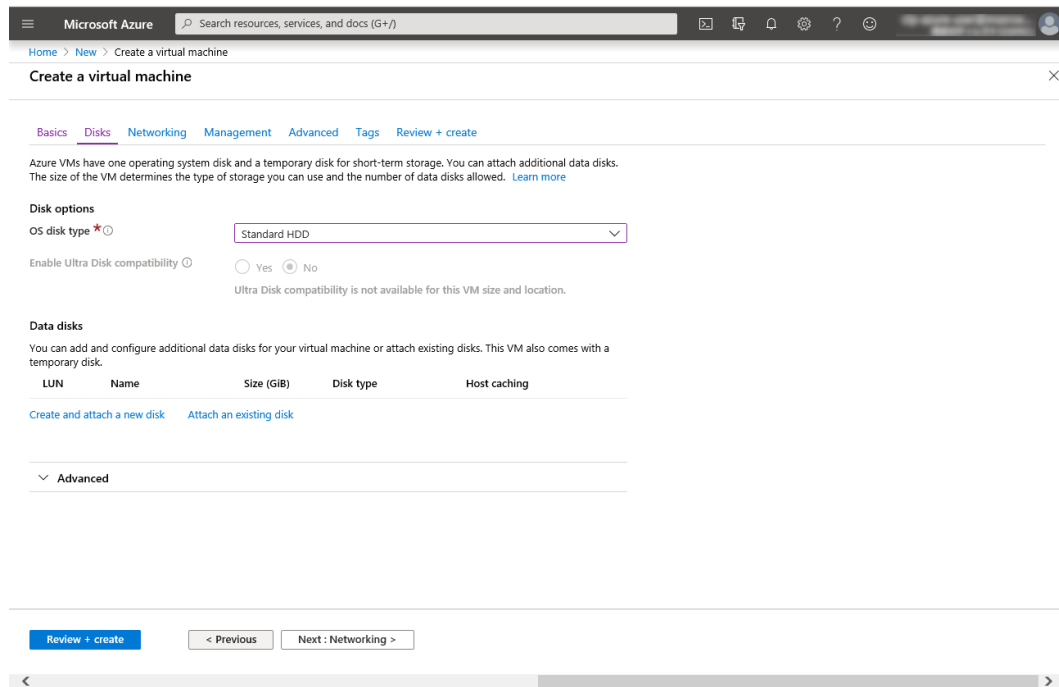 Microsoft Azure Search resources, services, and docs (G+/)
Home > New > Create a virtual machine
Create a virtual machine
Basics Disks Networking Management Advanced Tags Review + create
Azure VMs have one operating system disk and a temporary disk for short-term storage. You can attach additional data disks.
The size of the VM determines the type of storage you can use and the number of data disks allowed. Learn more
Disk options
OS disk type * Standard HDD
Enable Ultra Disk compatibility Yes No
Ultra Disk compatibility is not available for this VM size and location.
Data disks
You can add and configure additional data disks for your virtual machine or attach existing disks. This VM also comes with a
temporary disk.
LUN Name Size (GiB) Disk type Host caching
Create and attach a new disk Attach an existing disk
Advanced
Review + create < Previous Next : Networking >